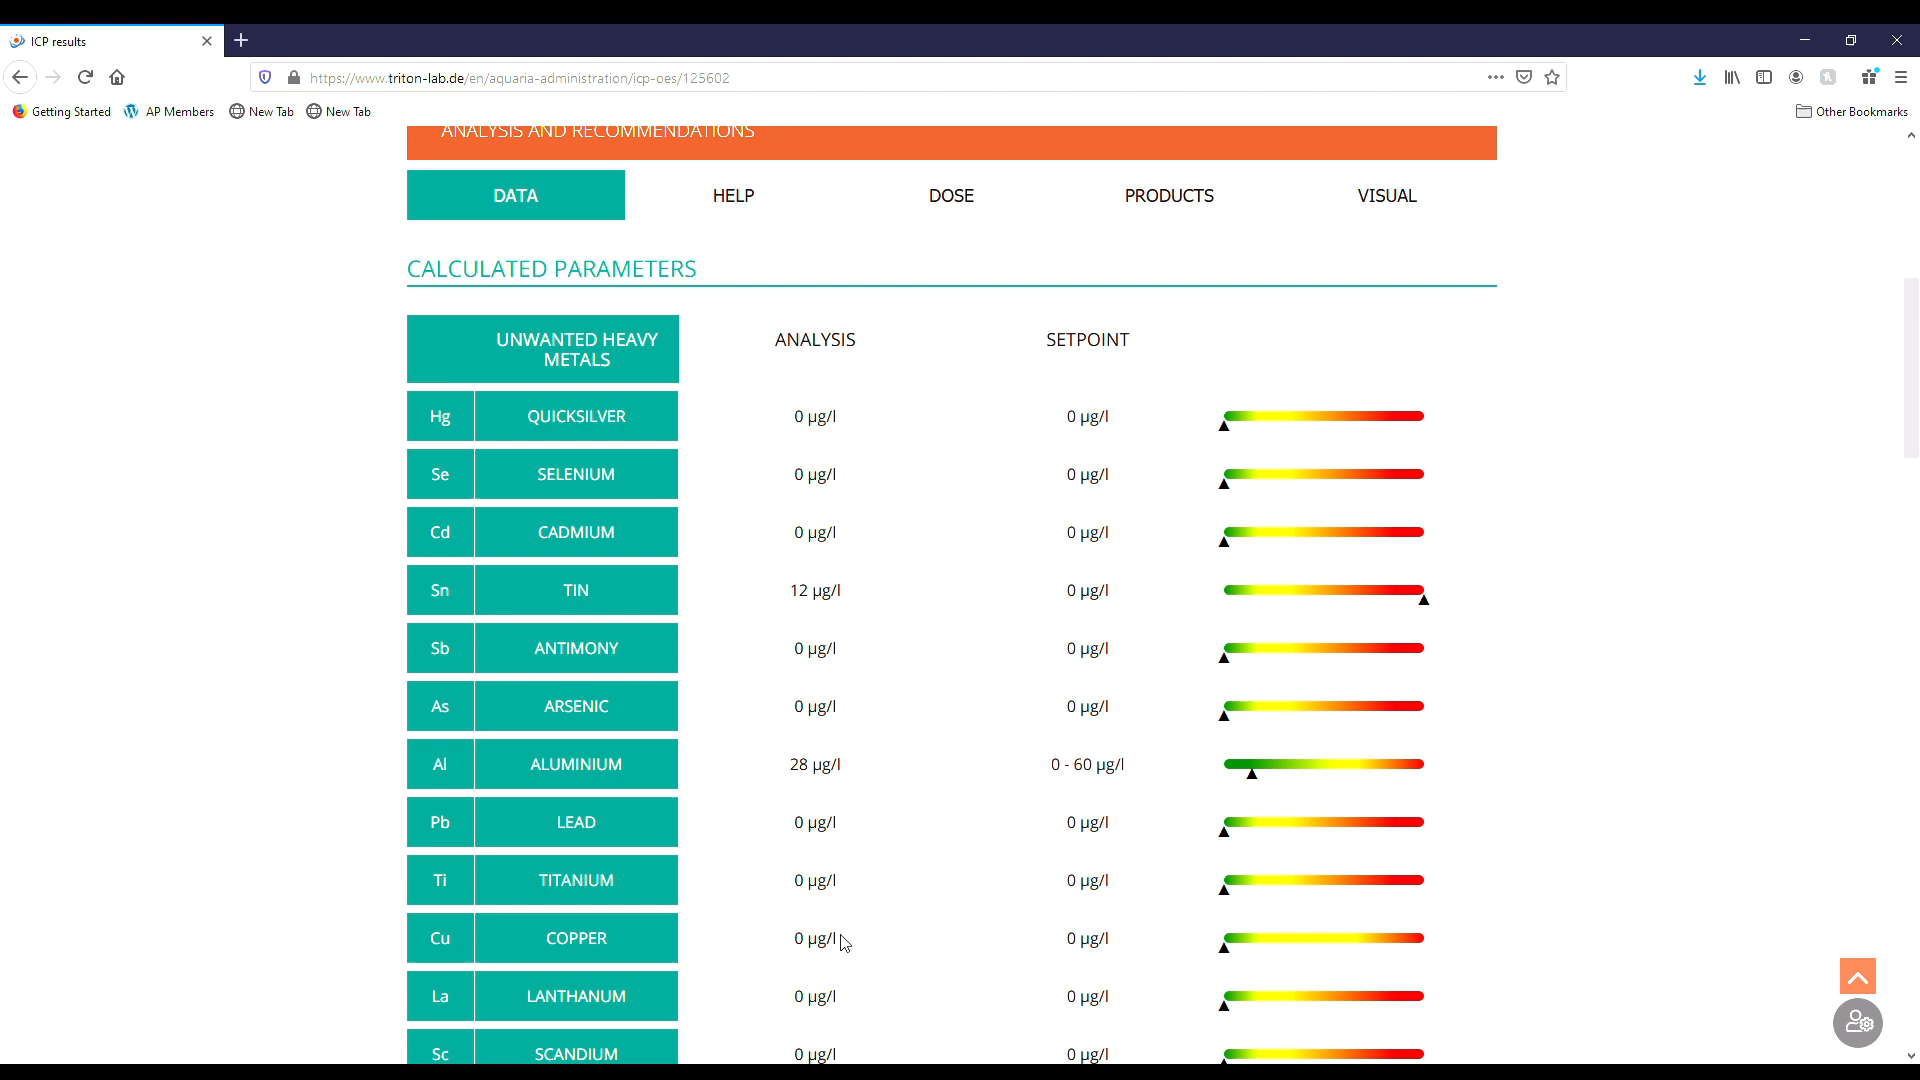 ICP results
https://www.triton-lab.de/en/aquaria-administration/icp-oes/125602
Getting Started AP Members New Tab New Tab Other Bookmarks
ANALYSIS AND RECOMMENDATIONS
DATA HELP DOSE PRODUCTS VISUAL
CALCULATED PARAMETERS
UNWANTED HEAVY METALS ANALYSIS SETPOINT
Hg QUICKSILVER 0 µg/l 0 µg/l
Se SELENIUM 0 µg/l 0 µg/l
Cd CADMIUM 0 µg/l 0 µg/l
Sn TIN 12 µg/l 0 µg/l
Sb ANTIMONY 0 µg/l 0 µg/l
As ARSENIC 0 µg/l 0 µg/l
Al ALUMINIUM 28 µg/l 0 - 60 µg/l
Pb LEAD 0 µg/l 0 µg/l
Ti TITANIUM 0 µg/l 0 µg/l
Cu COPPER 0 µg/l 0 µg/l
La LANTHANUM 0 µg/l 0 µg/l
Sc SCANDIUM 0 µg/l 0 µg/l